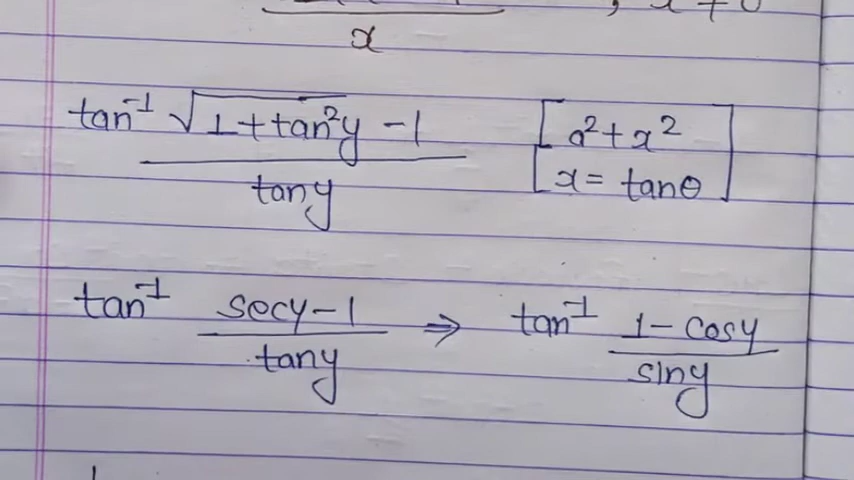 x
tan⁻¹ √1+tan²y -1 / tany [a²+x²
x = tanθ]
tan⁻¹ secy-1 / tany ⇒ tan⁻¹ 1-cosy / siny